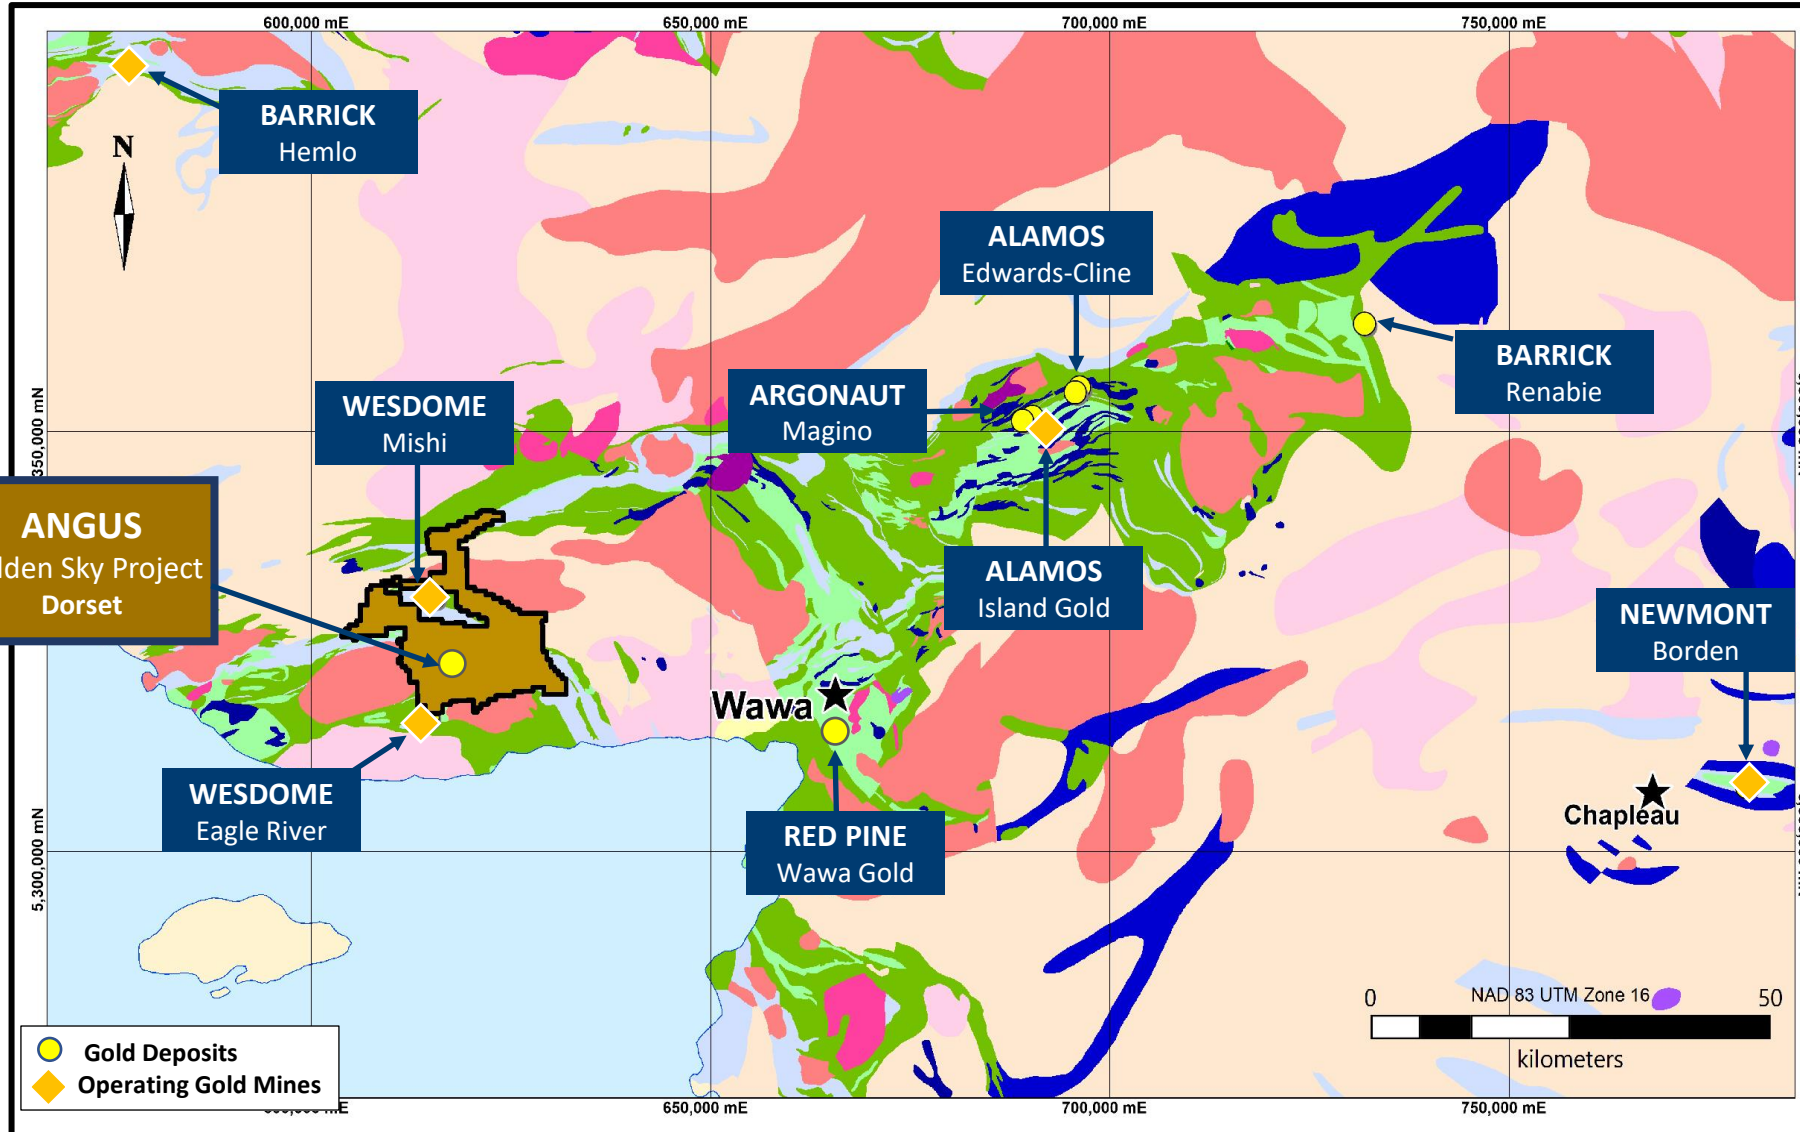 600,000 mE
650,000 mE
700,000 mE
750,000 mE
BARRICK
Hemlo
N
ALAMOS
Edwards-Cline
BARRICK
Renabie
WESDOME
Mishi
ARGONAUT
Magino
350,000 mN
ANGUS
lden Sky Project
Dorset
ALAMOS
Island Gold
NEWMONT
Borden
Wawa
WESDOME
Eagle River
RED PINE
Wawa Gold
Chapleau
5,300,000 mN
0
NAD 83 UTM Zone 16
50
kilometers
Gold Deposits
Operating Gold Mines
650,000 mE
700,000 mE
750,000 mE